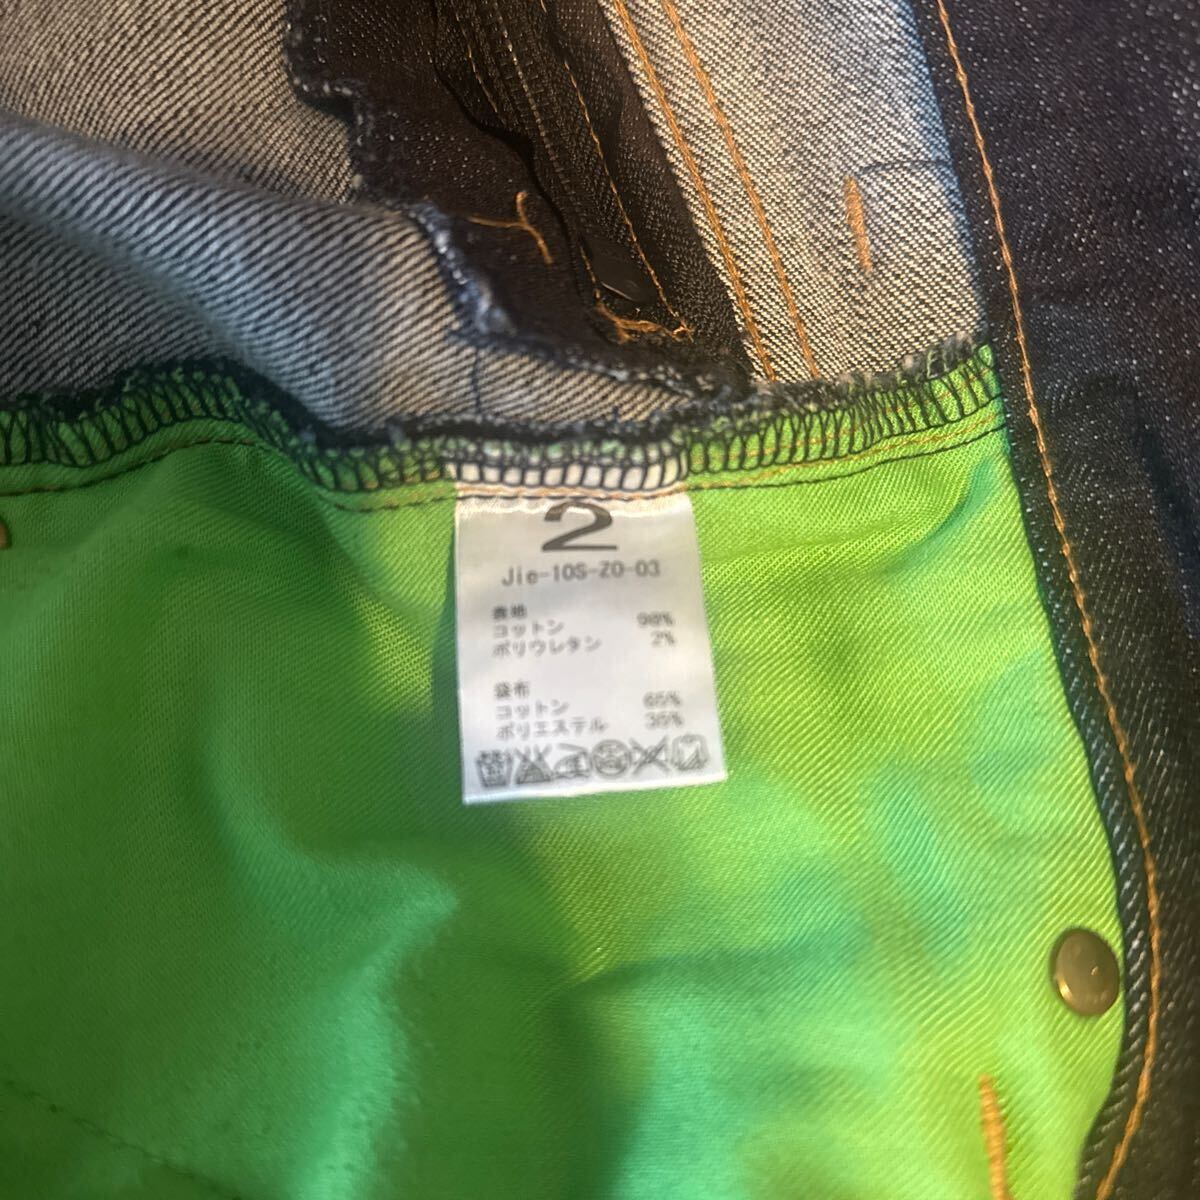 2
Jie-10S-ZO-03
表地
コットン 98%
ポリウレタン 2%
袋布
コットン 65%
ポリエステル 35%